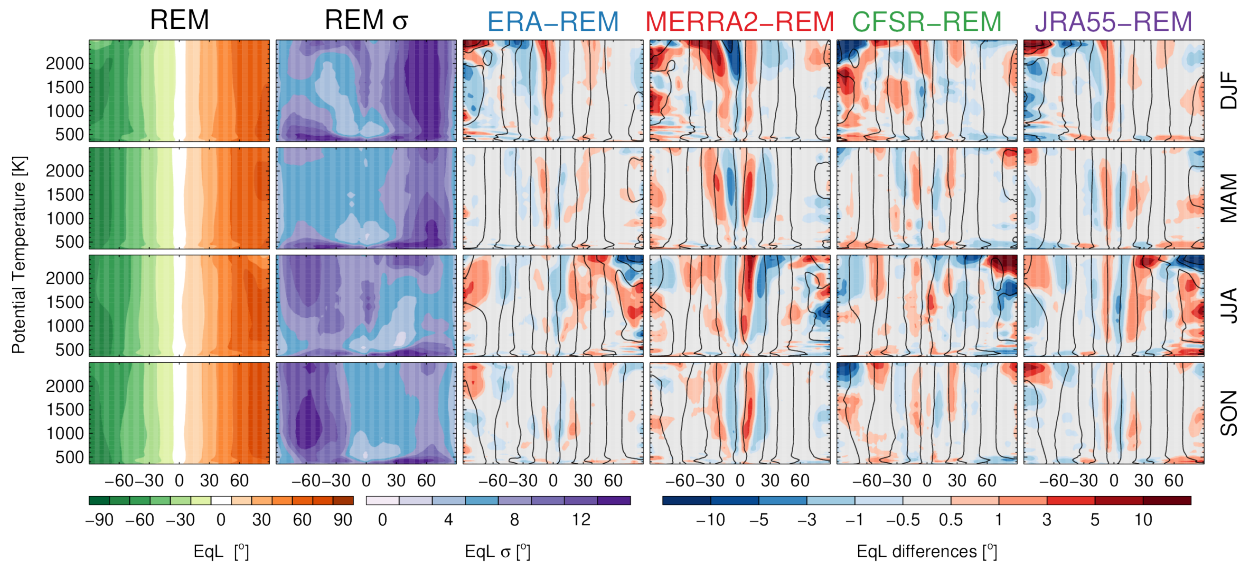 REM REM σ ERA−REM MERRA2−REM CFSR−REM JRA55−REM
Potential Temperature [K]
2000
1500
1000
500
DJF
2000
1500
1000
500
MAM
2000
1500
1000
500
JJA
2000
1500
1000
500
SON
−60−30 0 30 60 −60−30 0 30 60 −60−30 0 30 60 −60−30 0 30 60 −60−30 0 30 60 −60−30 0 30 60
−90 −60 −30 0 30 60 90 0 4 8 12 −10 −5 −3 −1 −0.5 0.5 1 3 5 10
EqL [°] EqL σ [°] EqL differences [°]